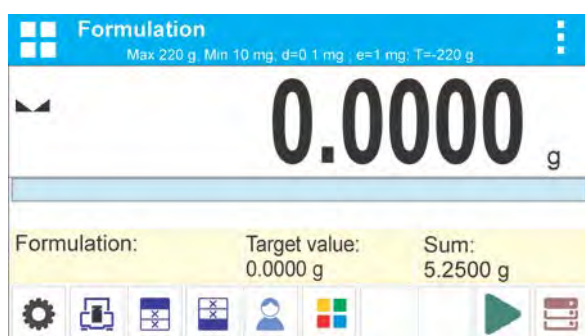 Formulation
Max 220 g; Min 10 mg; d=0.1 mg ; e=1 mg; T=-220 g
0.0000 g
Formulation: Target value: Sum:
0.0000 g 5.2500 g